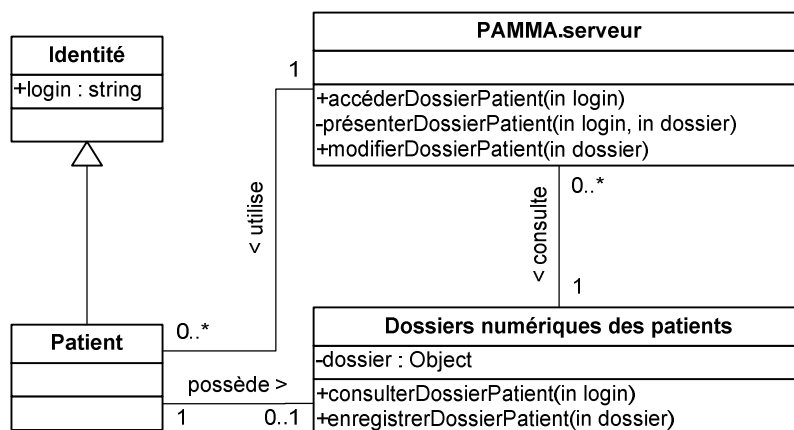 Identité
+login : string
PAMMA.serveur
+accéderDossierPatient(in login)
-présenterDossierPatient(in login, in dossier)
+modifierDossierPatient(in dossier)
1
< utilise
0..*
0..*
< consulte
1
Patient
possède >
1
0..1
Dossiers numériques des patients
-dossier : Object
+consulterDossierPatient(in login)
+enregistrerDossierPatient(in dossier)